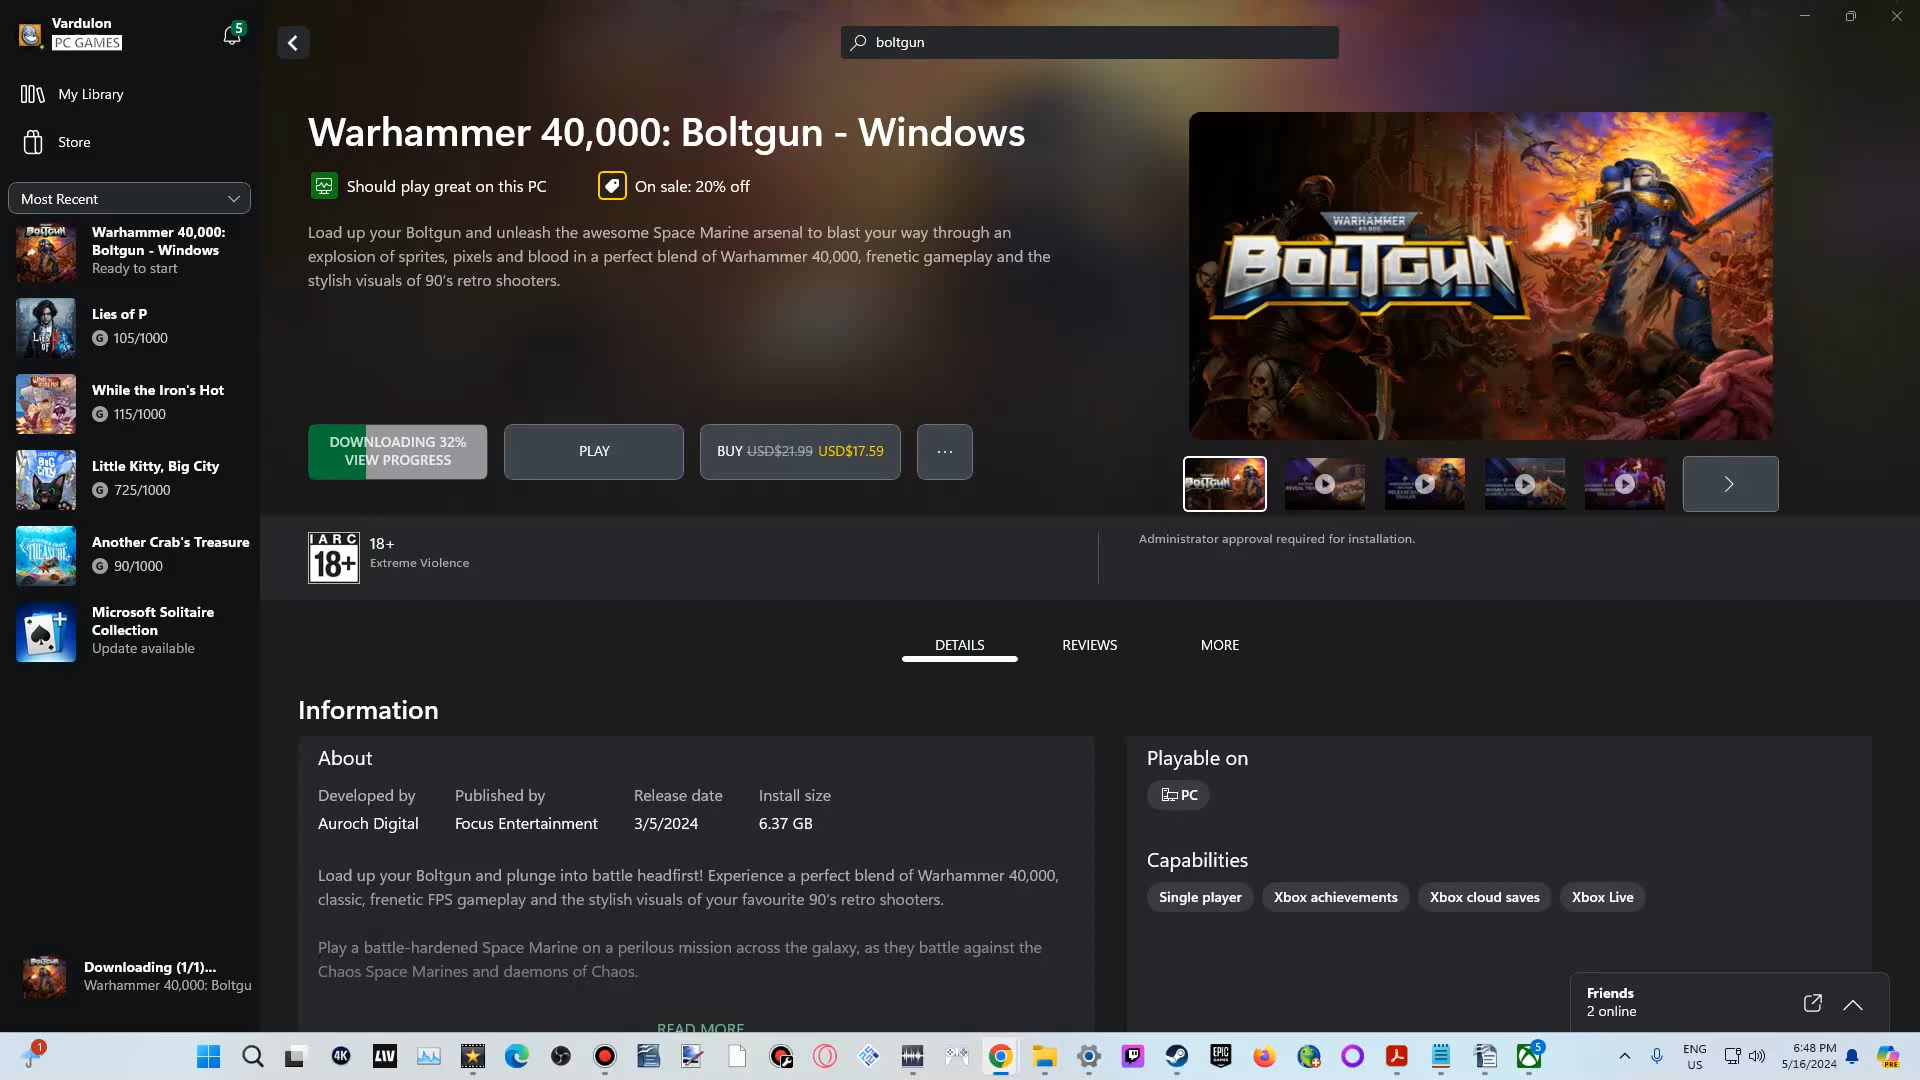 Vardulon
PC GAMES
5
boltgun
My Library
Store
Most Recent
Warhammer 40,000:
Boltgun - Windows
Ready to start
Lies of P
G 105/1000
While the Iron's Hot
G 115/1000
Little Kitty, Big City
G 725/1000
Another Crab's Treasure
G 90/1000
Microsoft Solitaire
Collection
Update available
Downloading (1/1)...
Warhammer 40,000: Boltgu
Warhammer 40,000: Boltgun - Windows
Should play great on this PC
On sale: 20% off
Load up your Boltgun and unleash the awesome Space Marine arsenal to blast your way through an
explosion of sprites, pixels and blood in a perfect blend of Warhammer 40,000, frenetic gameplay and the
stylish visuals of 90's retro shooters.
DOWNLOADING 32%
VIEW PROGRESS
PLAY
BUY USD$21.99 USD$17.59
...
WARHAMMER
40,000
BOLTGUN
IARC
18+
18+
Extreme Violence
Administrator approval required for installation.
DETAILS
REVIEWS
MORE
Information
About
Developed by
Published by
Release date
Install size
Auroch Digital
Focus Entertainment
3/5/2024
6.37 GB
Load up your Boltgun and plunge into battle headfirst! Experience a perfect blend of Warhammer 40,000,
classic, frenetic FPS gameplay and the stylish visuals of your favourite 90's retro shooters.
Play a battle-hardened Space Marine on a perilous mission across the galaxy, as they battle against the
Chaos Space Marines and daemons of Chaos.
READ MORE
Playable on
PC
Capabilities
Single player
Xbox achievements
Xbox cloud saves
Xbox Live
Friends
2 online
1
4K
LIV
EPIC
GAMES
5
ENG
US
6:48 PM
5/16/2024
PRE